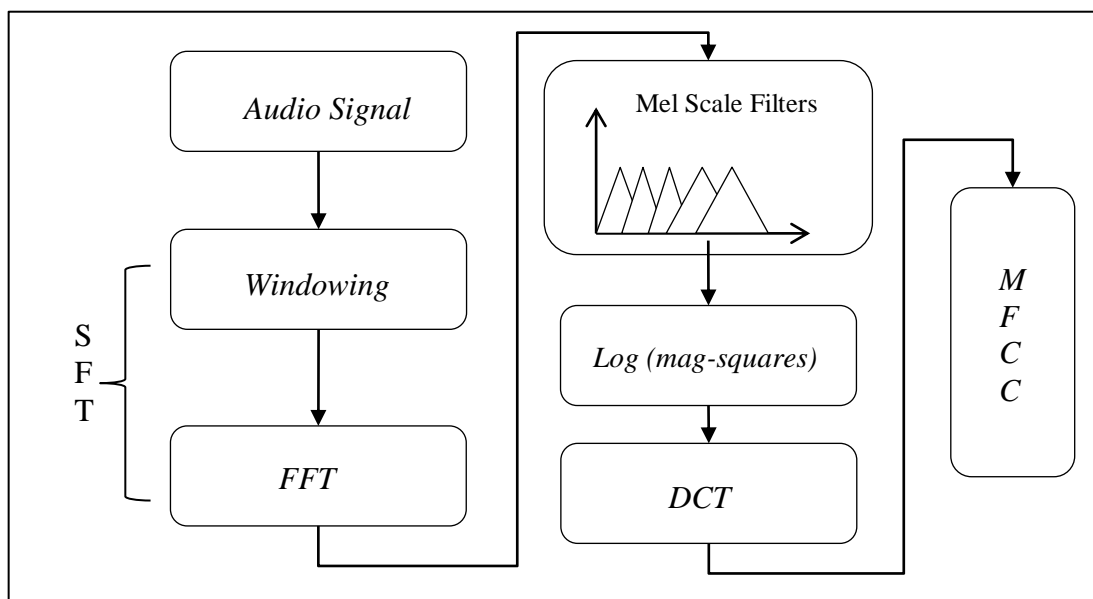 Audio Signal
Windowing
S
F
T
FFT
Mel Scale Filters
Log (mag-squares)
DCT
M
F
C
C